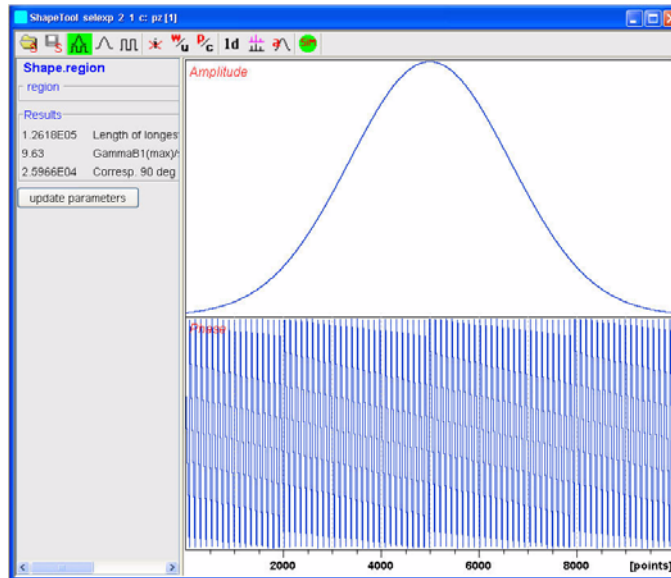 ShapeTool selexp 2 1 c: pz [1]
W/u P/c 1d Sim
Shape.region
region
Results
1.2618E05 Length of longes
9.63 GammaB1(max)/
2.5966E04 Corresp. 90 deg
update parameters
Amplitude
Phase
2000 4000 6000 8000 [points]